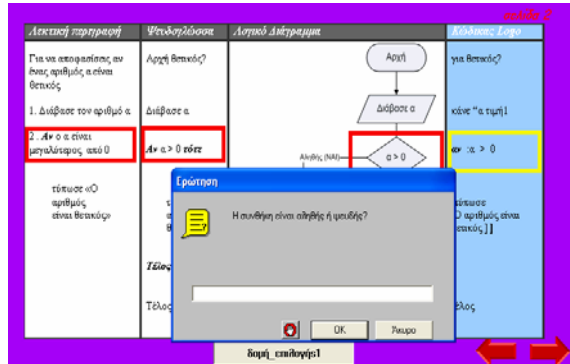 σελίδα 2
Λεκτική περιγραφή
Ψευδογλώσσα
Λογικό Διάγραμμα
Κώδικας Logo
Για να αποφασίσεις αν
ένας αριθμός α είναι
θετικός
Αρχή θετικός?
Αρχή
για θετικός?
1. Διάβασε τον αριθμό α
Διάβασε α
Διάβασε α
κάνε "α τιμή1
2 . Αν ο α είναι
μεγαλύτερος από 0
Αν α > 0 τότε
Αληθής (ΝΑΙ)
α > 0
αν :α > 0
τύπωσε «Ο
αριθμός
είναι θετικός»
τύπωσε
Ο αριθμός είναι
θετικός ] ]
Ερώτηση
Η συνθήκη είναι αληθής ή ψευδής?
Τέλος
Τέλος
τέλος
OK
Άκυρο
δομή_επιλογής1